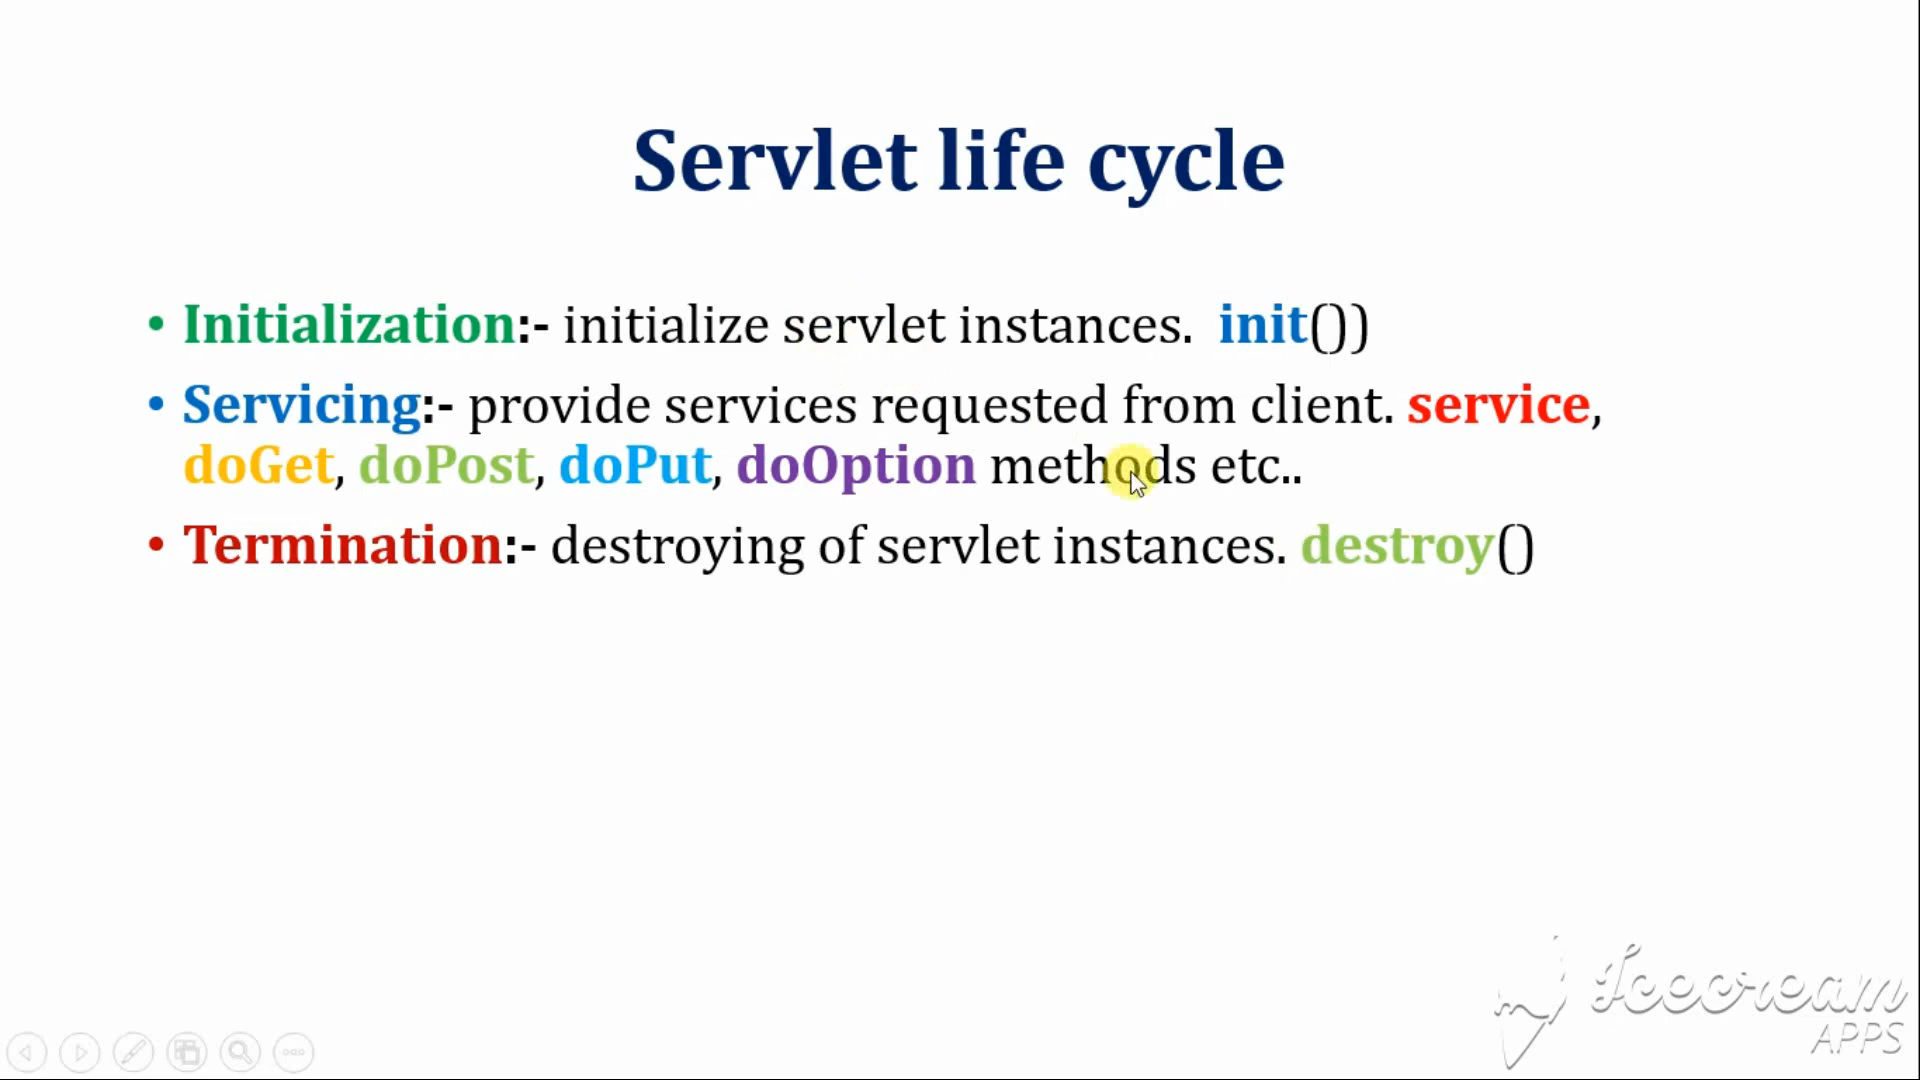 Servlet life cycle
• Initialization:- initialize servlet instances. init())
• Servicing:- provide services requested from client. service,
doGet, doPost, doPut, doOption methods etc..
• Termination:- destroying of servlet instances. destroy()
Icecream
APPS